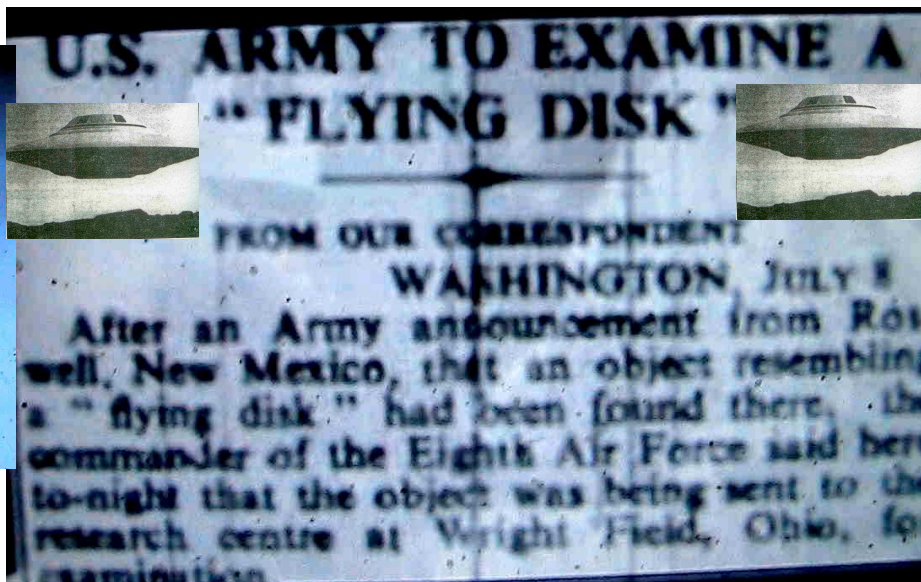 U.S. ARMY TO EXAMINE A
"FLYING DISK"
FROM OUR CORRESPONDENT
WASHINGTON, JULY 8
After an Army announcement from Ros
well, New Mexico, that an object resembling
a "flying disk" had been found there, the
commander of the Eighth Air Force said here
to-night that the object was being sent to the
research centre at Wright Field, Ohio, for
examination.